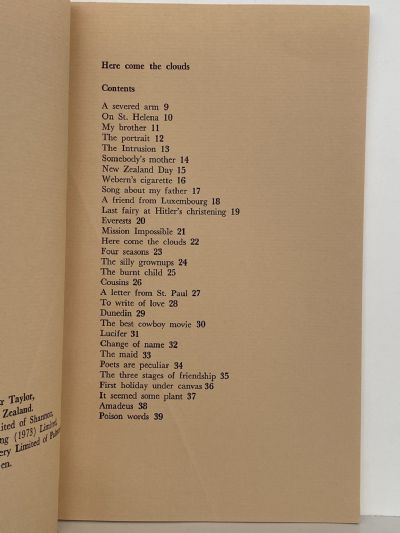 Here come the clouds
Contents
A severed arm 9
On St. Helena 10
My brother 11
The portrait 12
The Intrusion 13
Somebody's mother 14
New Zealand Day 15
Webern's cigarette 16
Song about my father 17
A friend from Luxembourg 18
Last fairy at Hitler's christening 19
Everests 20
Mission Impossible 21
Here come the clouds 22
Four seasons 23
The silly grownups 24
The burnt child 25
Cousins 26
A letter from St. Paul 27
To write of love 28
Dunedin 29
The best cowboy movie 30
Lucifer 31
Change of name 32
The maid 33
Poets are peculiar 34
The three stages of friendship 35
First holiday under canvas 36
It seemed some plant 37
Amadeus 38
Poison words 39
r Taylor,
Zealand.
ited of Shannon,
ng (1975) Limited,
ery Limited of
en.